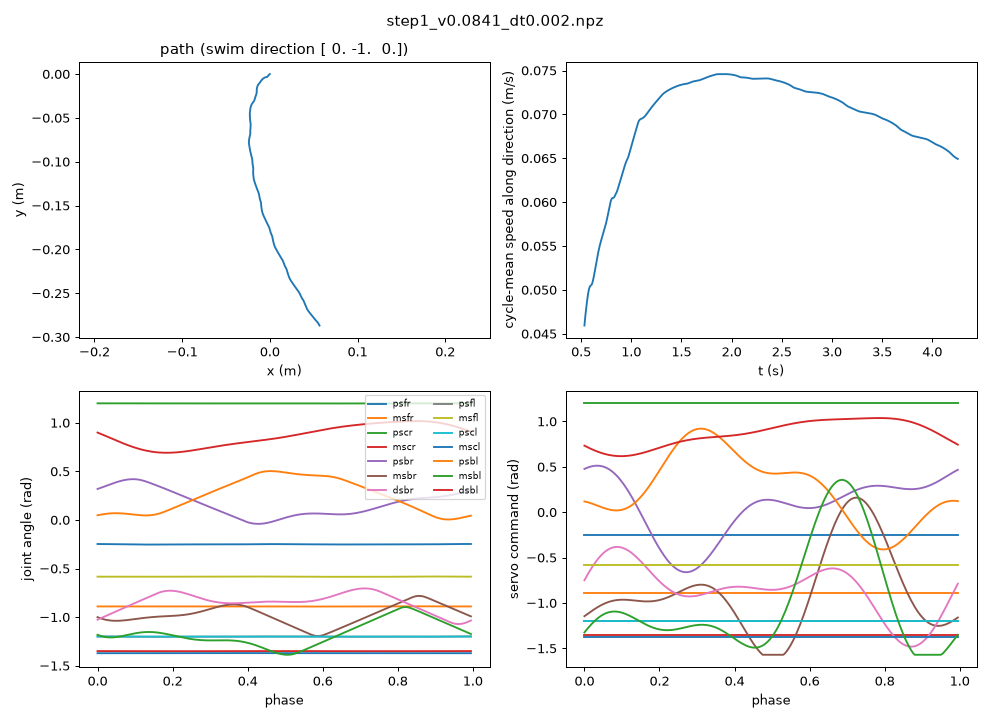 step1_v0.0841_dt0.002.npz
path (swim direction [ 0. -1.  0.])
0.00
−0.05
−0.10
−0.15
−0.20
−0.25
−0.30
y (m)
−0.2
−0.1
0.0
0.1
0.2
x (m)
0.075
0.070
0.065
0.060
0.055
0.050
0.045
cycle-mean speed along direction (m/s)
0.5
1.0
1.5
2.0
2.5
3.0
3.5
4.0
t (s)
1.0
0.5
0.0
−0.5
−1.0
−1.5
joint angle (rad)
psfr
msfr
pscr
mscr
psbr
msbr
dsbr
psfl
msfl
pscl
mscl
psbl
msbl
dsbl
0.0
0.2
0.4
0.6
0.8
1.0
phase
1.0
0.5
0.0
−0.5
−1.0
−1.5
servo command (rad)
0.0
0.2
0.4
0.6
0.8
1.0
phase